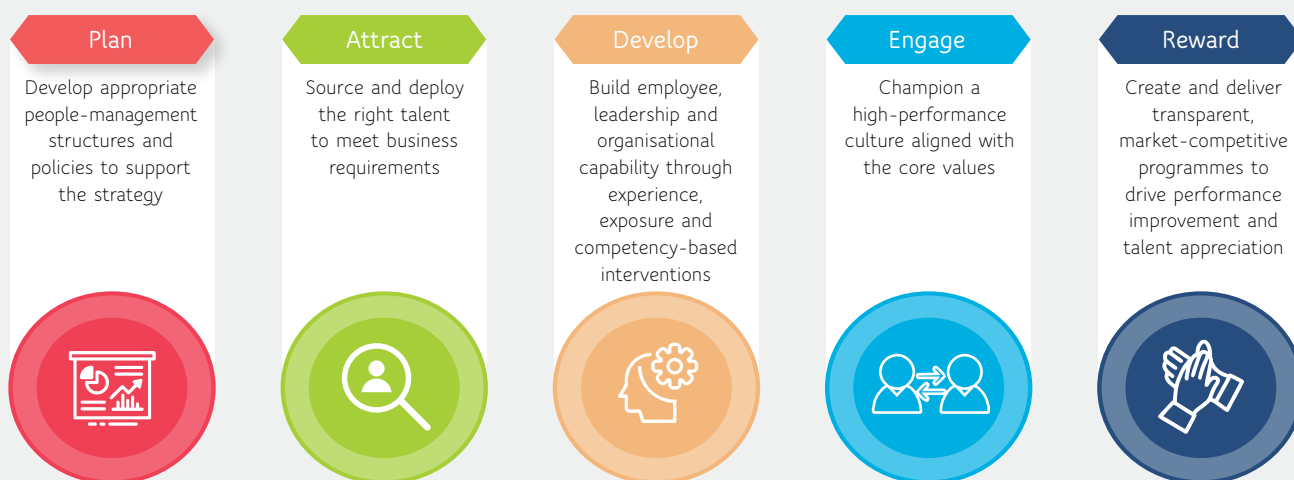 Plan
Develop appropriate
people-management
structures and
policies to support
the strategy
Attract
Source and deploy
the right talent
to meet business
requirements
Develop
Build employee,
leadership and
organisational
capability through
experience,
exposure and
competency-based
interventions
Engage
Champion a
high-performance
culture aligned with
the core values
Reward
Create and deliver
transparent,
market-competitive
programmes to
drive performance
improvement and
talent appreciation